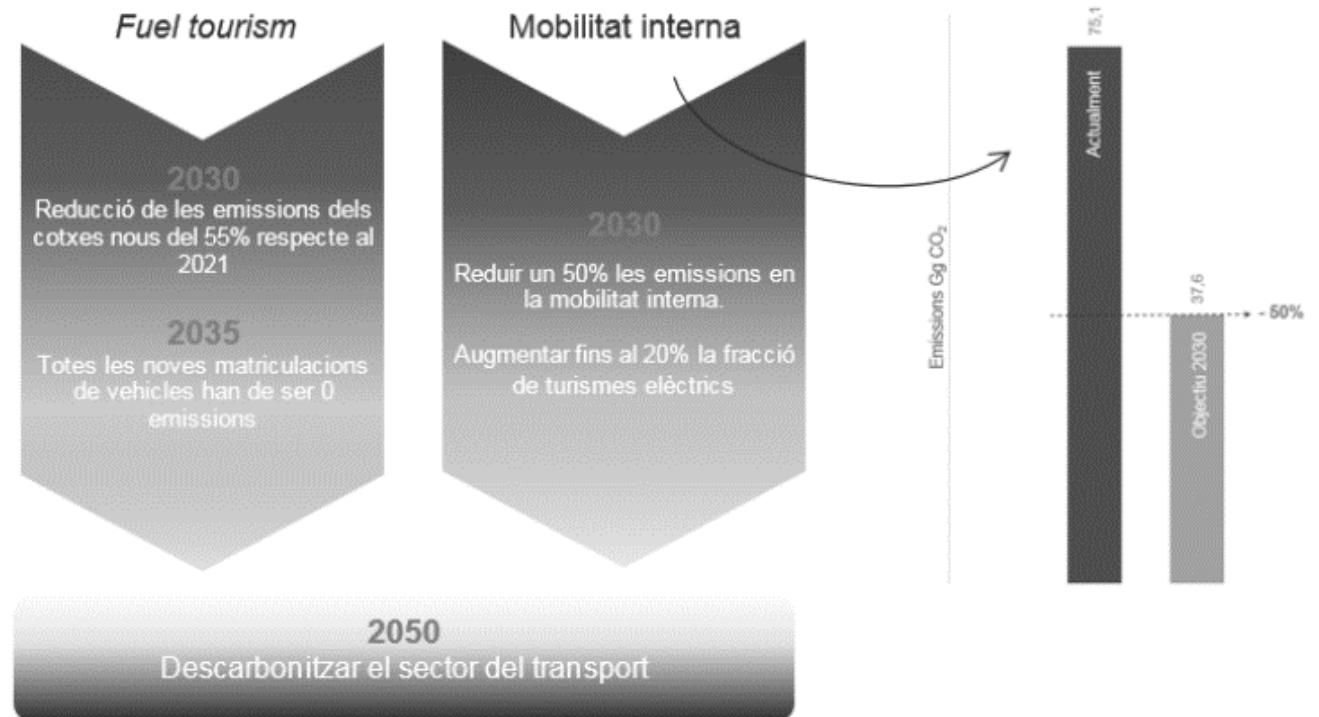 Fuel tourism
2030
Reducció de les emissions dels
cotxes nous del 55% respecte al
2021
2035
Totes les noves matriculacions
de vehicles han de ser 0
emissions
Mobilitat interna
2030
Reduir un 50% les emissions en
la mobilitat interna.
Augmentar fins al 20% la fracció
de turismes elèctrics
2050
Descarbonitzar el sector del transport
Emissions Gg CO₂
75,1
Actualment
37,6
Objectiu 2030
- 50%